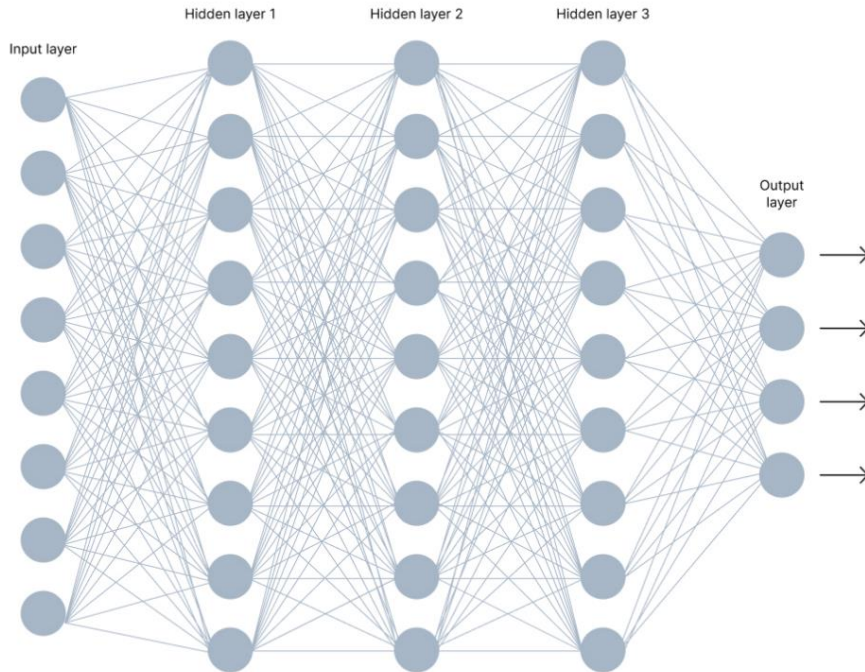 Input layer
Hidden layer 1
Hidden layer 2
Hidden layer 3
Output
layer